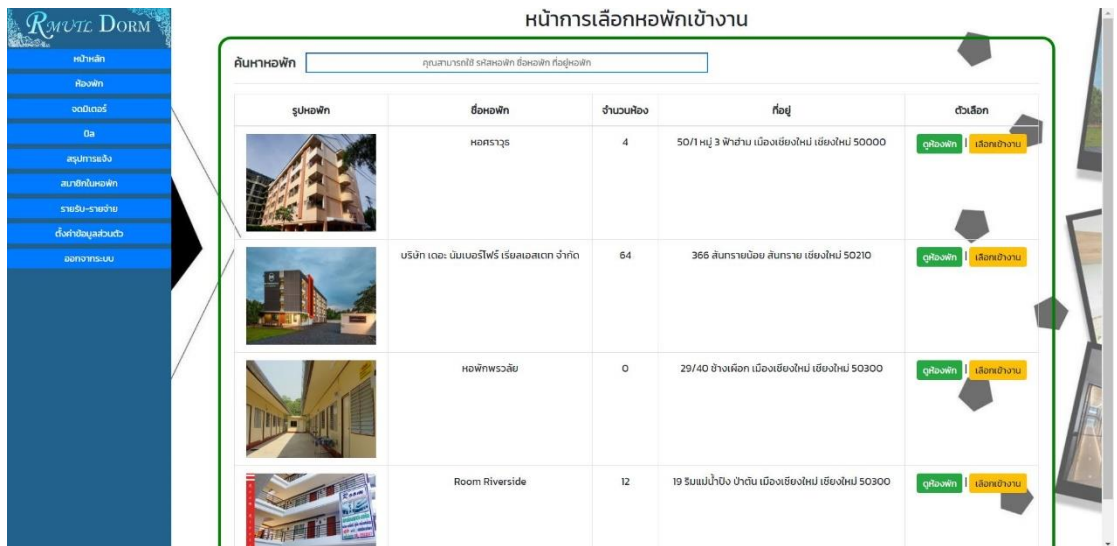 RMUTL DORM
หน้าหลัก
ห้องพัก
จดมิเตอร์
บิล
สรุปการแจ้ง
สมาชิกในหอพัก
รายรับ-รายจ่าย
ตั้งค่าข้อมูลส่วนตัว
ออกจากระบบ
หน้าการเลือกหอพักเข้างาน
ค้นหาหอพัก คุณสามารถใช้ รหัสหอพัก ชื่อหอพัก ที่อยู่หอพัก
รูปหอพัก ชื่อหอพัก จำนวนห้อง ที่อยู่ ตัวเลือก
หอศราวุธ 4 50/1 หมู่ 3 ฟ้าฮ่าม เมืองเชียงใหม่ เชียงใหม่ 50000 ดูห้องพัก | เลือกเข้างาน
บริษัท เดอะ นัมเบอร์โฟร์ เรียลเอสเตท จำกัด 64 366 สันทรายน้อย สันทราย เชียงใหม่ 50210 ดูห้องพัก | เลือกเข้างาน
หอพักพรวลัย 0 29/40 ช้างเผือก เมืองเชียงใหม่ เชียงใหม่ 50300 ดูห้องพัก | เลือกเข้างาน
Room Riverside 12 19 ริมแม่น้ำปิง ป่าตัน เมืองเชียงใหม่ เชียงใหม่ 50300 ดูห้องพัก | เลือกเข้างาน